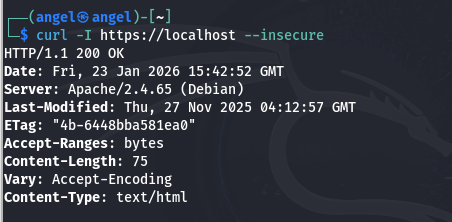 ┌──(angel㉿angel)-[~]
└─$ curl -I https://localhost --insecure
HTTP/1.1 200 OK
Date: Fri, 23 Jan 2026 15:42:52 GMT
Server: Apache/2.4.65 (Debian)
Last-Modified: Thu, 27 Nov 2025 04:12:57 GMT
ETag: "4b-6448bba581ea0"
Accept-Ranges: bytes
Content-Length: 75
Vary: Accept-Encoding
Content-Type: text/html